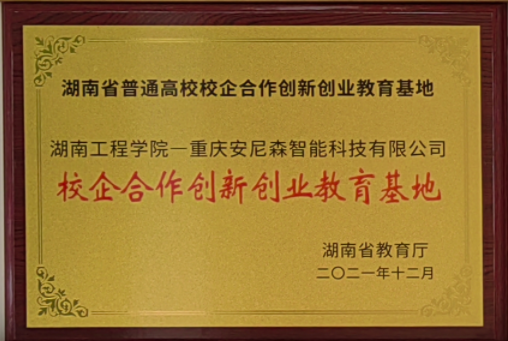 湖南省普通高校校企合作创新创业教育基地
湖南工程学院—重庆安尼森智能科技有限公司
校企合作创新创业教育基地
湖南省教育厅
二〇二一年十二月